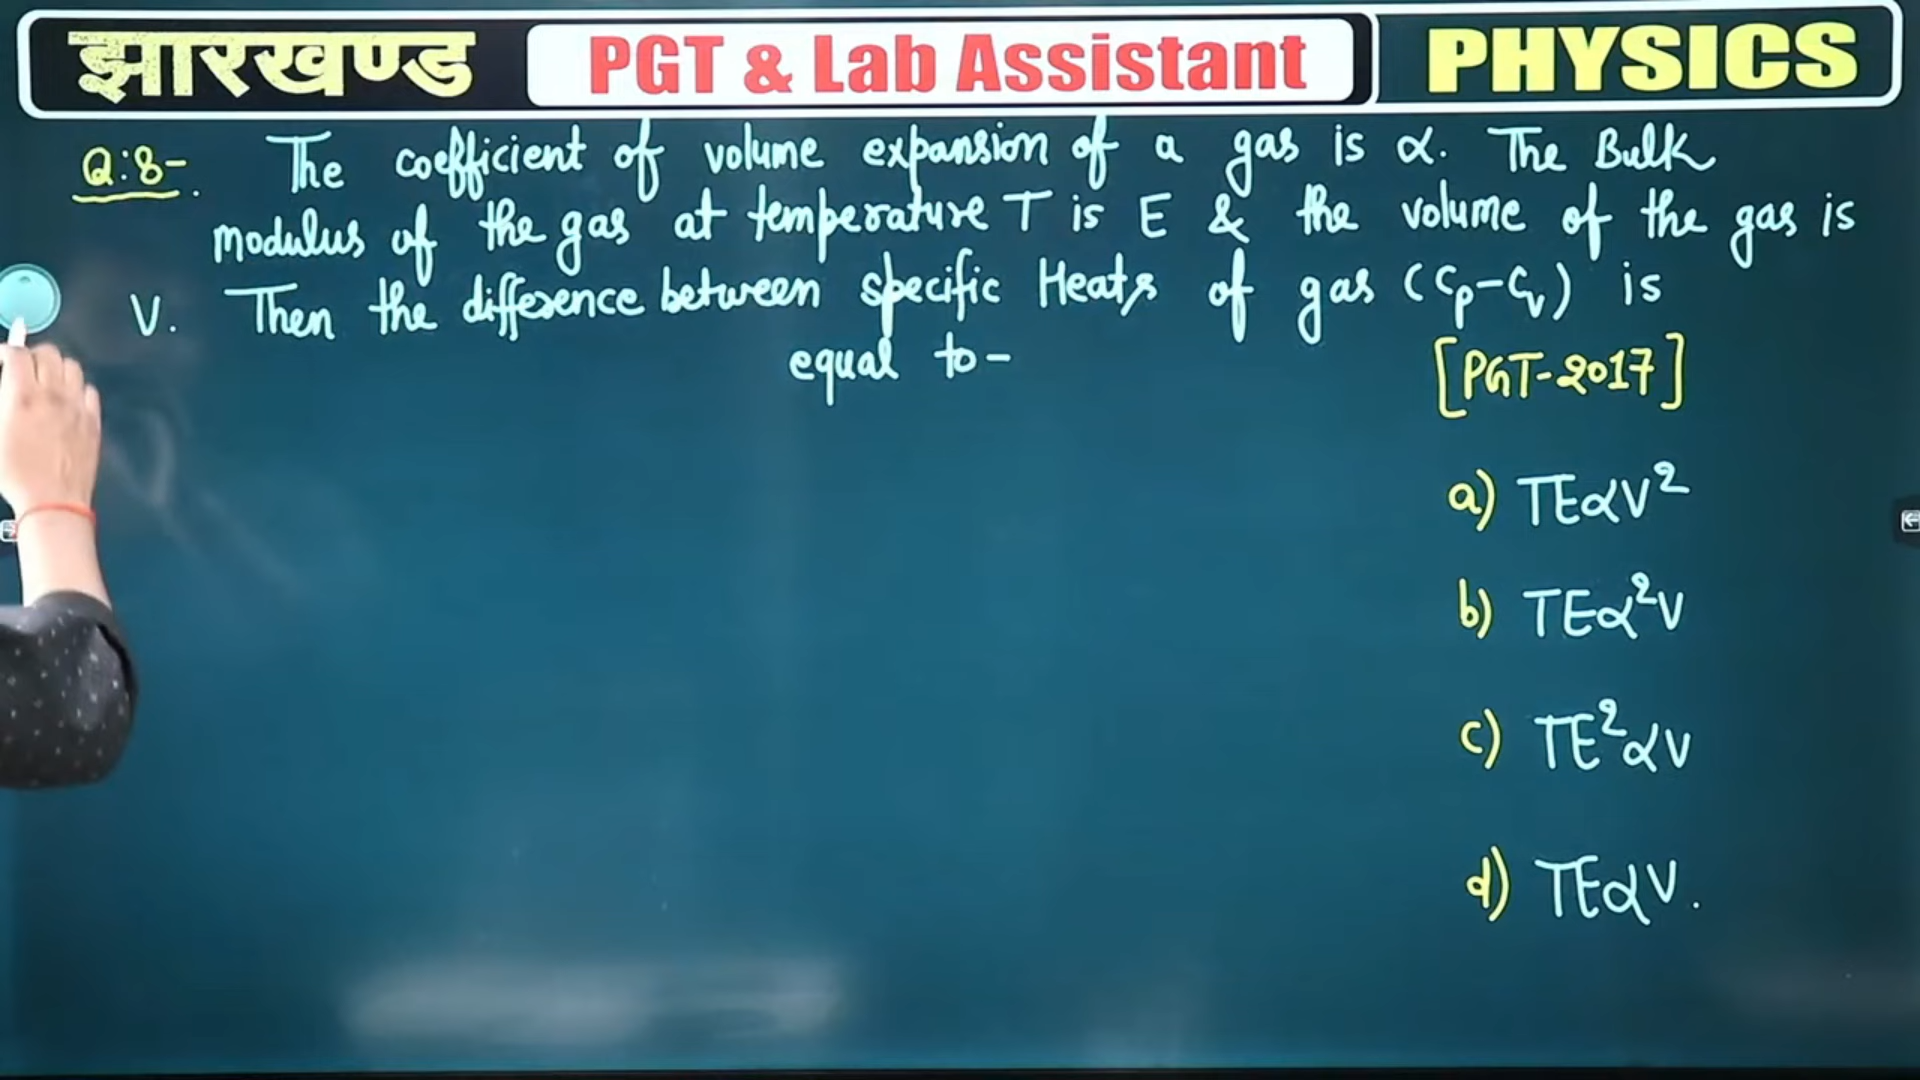 झारखण्ड PGT & Lab Assistant PHYSICS
Q:8- The coefficient of volume expansion of a gas is α. The Bulk
modulus of the gas at temperature T is E & the volume of the gas is
V. Then the difference between specific Heats of gas (Cp-Cv) is
equal to-
[PGT-2017]
a) TEαV²
b) TEα²V
c) TE²αV
d) TEαV.